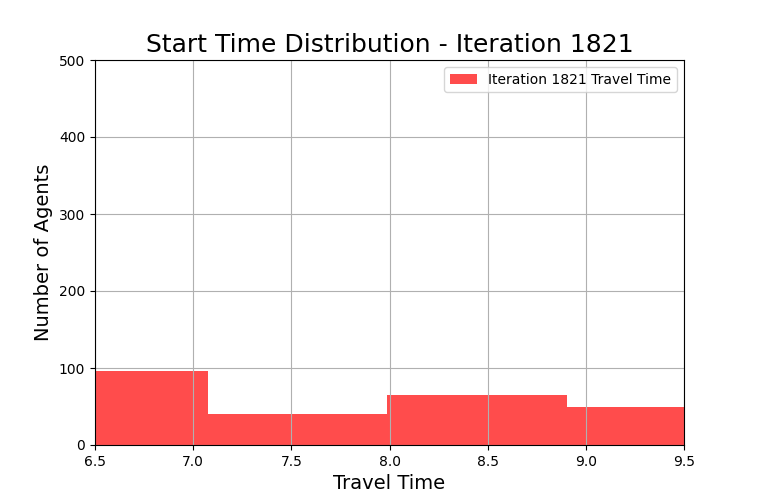 Start Time Distribution - Iteration 1821
Iteration 1821 Travel Time
Number of Agents
500
400
300
200
100
0
6.5 7.0 7.5 8.0 8.5 9.0 9.5
Travel Time